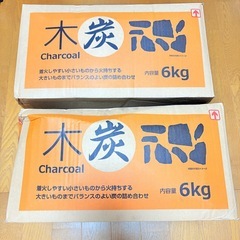 木炭
Charcoal
着火しやすい小さいものから火持ちする
大きいものまでバランスのよい炭の詰め合わせ
内容量 6kg
木炭
Charcoal
着火しやすい小さいものから火持ちする
大きいものまでバランスのよい炭の詰め合わせ
内容量 6kg